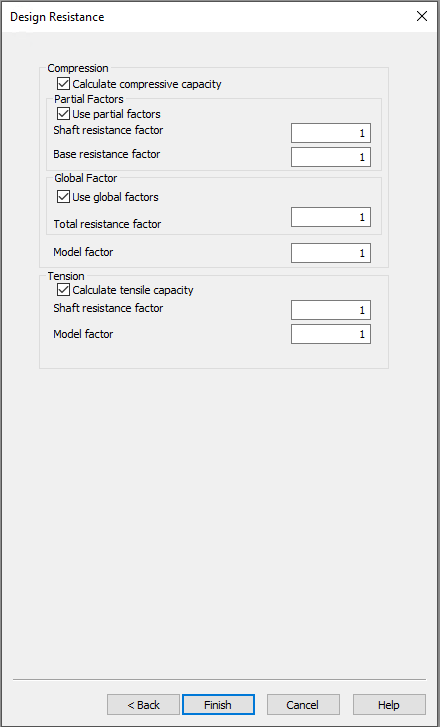 Design Resistance
Compression
Calculate compressive capacity
Partial Factors
Use partial factors
Shaft resistance factor 1
Base resistance factor 1
Global Factor
Use global factors
Total resistance factor 1
Model factor 1
Tension
Calculate tensile capacity
Shaft resistance factor 1
Model factor 1
< Back Finish Cancel Help